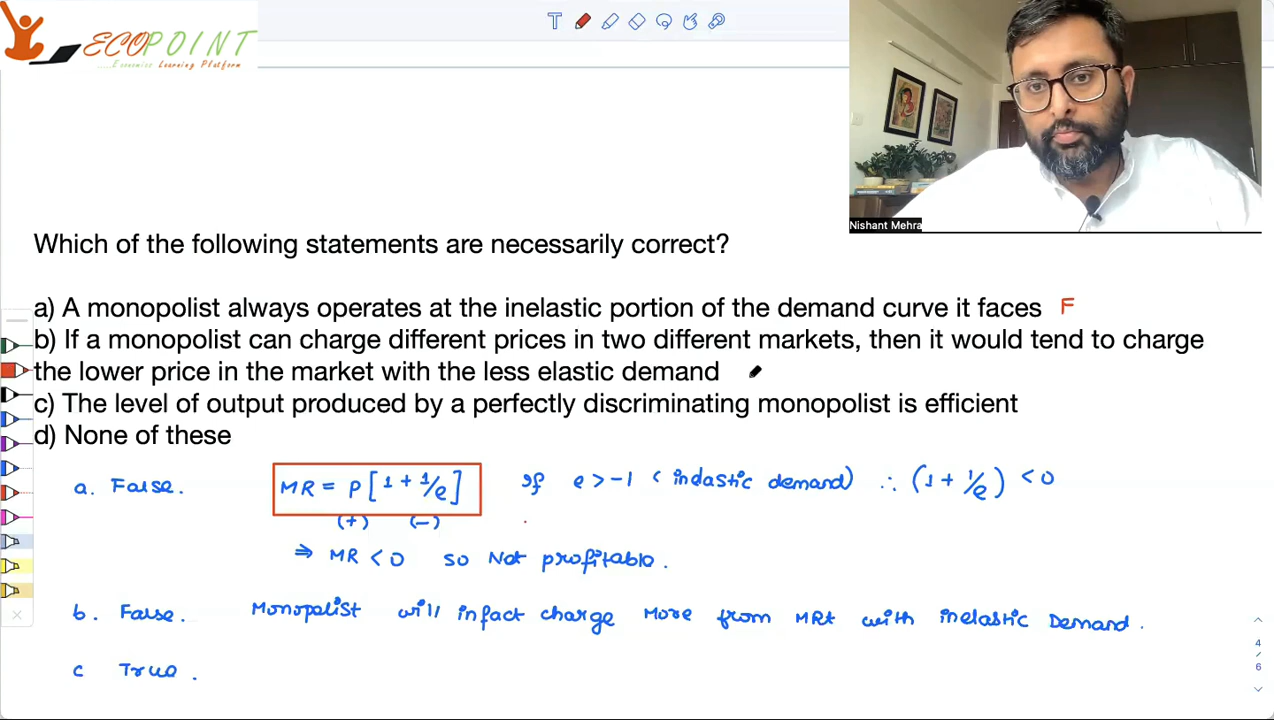 ECOPOINT
.....Economics Learning Platform
T
Nishant Mehra
Which of the following statements are necessarily correct?
a) A monopolist always operates at the inelastic portion of the demand curve it faces F
b) If a monopolist can charge different prices in two different markets, then it would tend to charge
the lower price in the market with the less elastic demand
c) The level of output produced by a perfectly discriminating monopolist is efficient
d) None of these
a. False. MR = P [1 + 1/e] If e > -1 (inelastic demand) ∴ (1 + 1/e) < 0
(+) (-)
⇒ MR < 0 so Not profitable.
b. False. Monopolist will infact charge More from MRt with inelastic Demand.
c True.
4
/
6